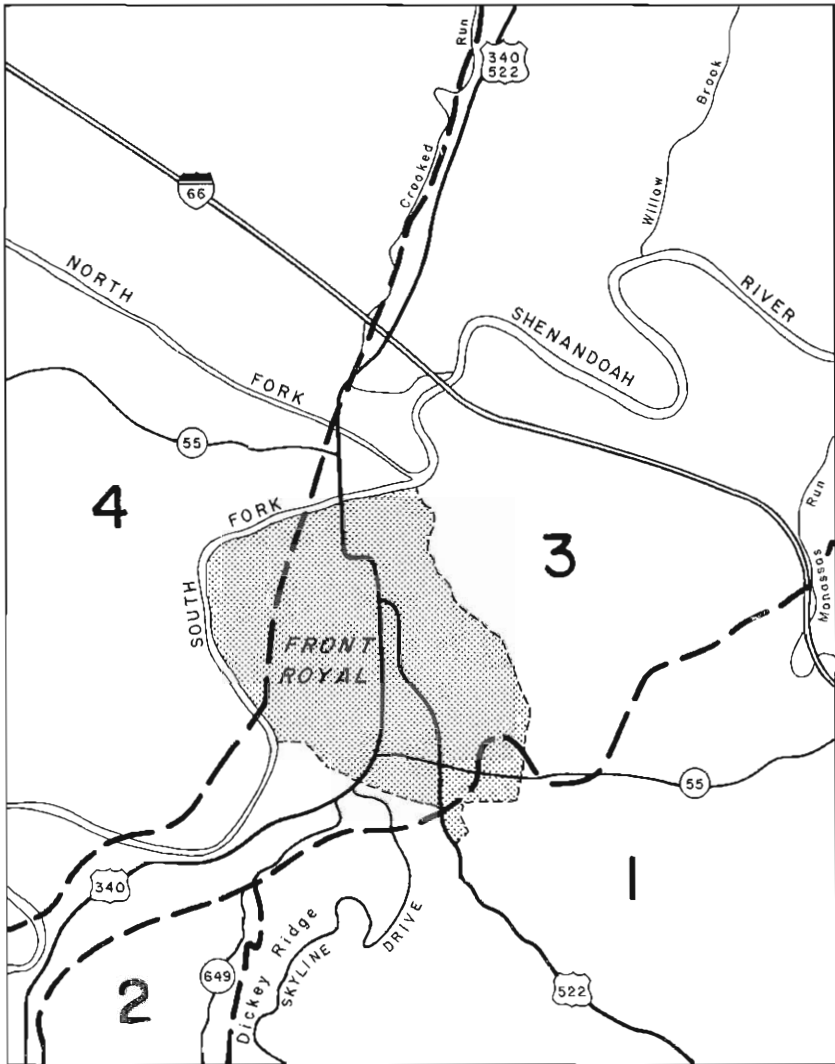 Run
340
522
Brook
66
Crooked
Willow
NORTH
RIVER
SHENANDOAH
FORK
55
4
FORK
3
Run
Manassas
SOUTH
FRONT
ROYAL
55
340
1
DRIVE
Dickey Ridge
SKYLINE
649
522
2